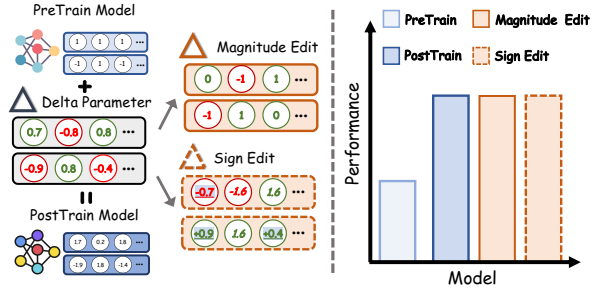 PreTrain Model
1 1 1 ...
-1 1 -1 ...
+
Delta Parameter
0.7 -0.8 0.8 ...
-0.9 0.8 -0.4 ...
=
PostTrain Model
1.7 0.2 1.8 ...
-1.9 1.8 -1.4 ...
Magnitude Edit
0 -1 1 ...
-1 1 0 ...
Sign Edit
-0.7 -1.6 1.6 ...
+0.9 1.6 +0.4 ...
PreTrain
Magnitude Edit
PostTrain
Sign Edit
Performance
Model